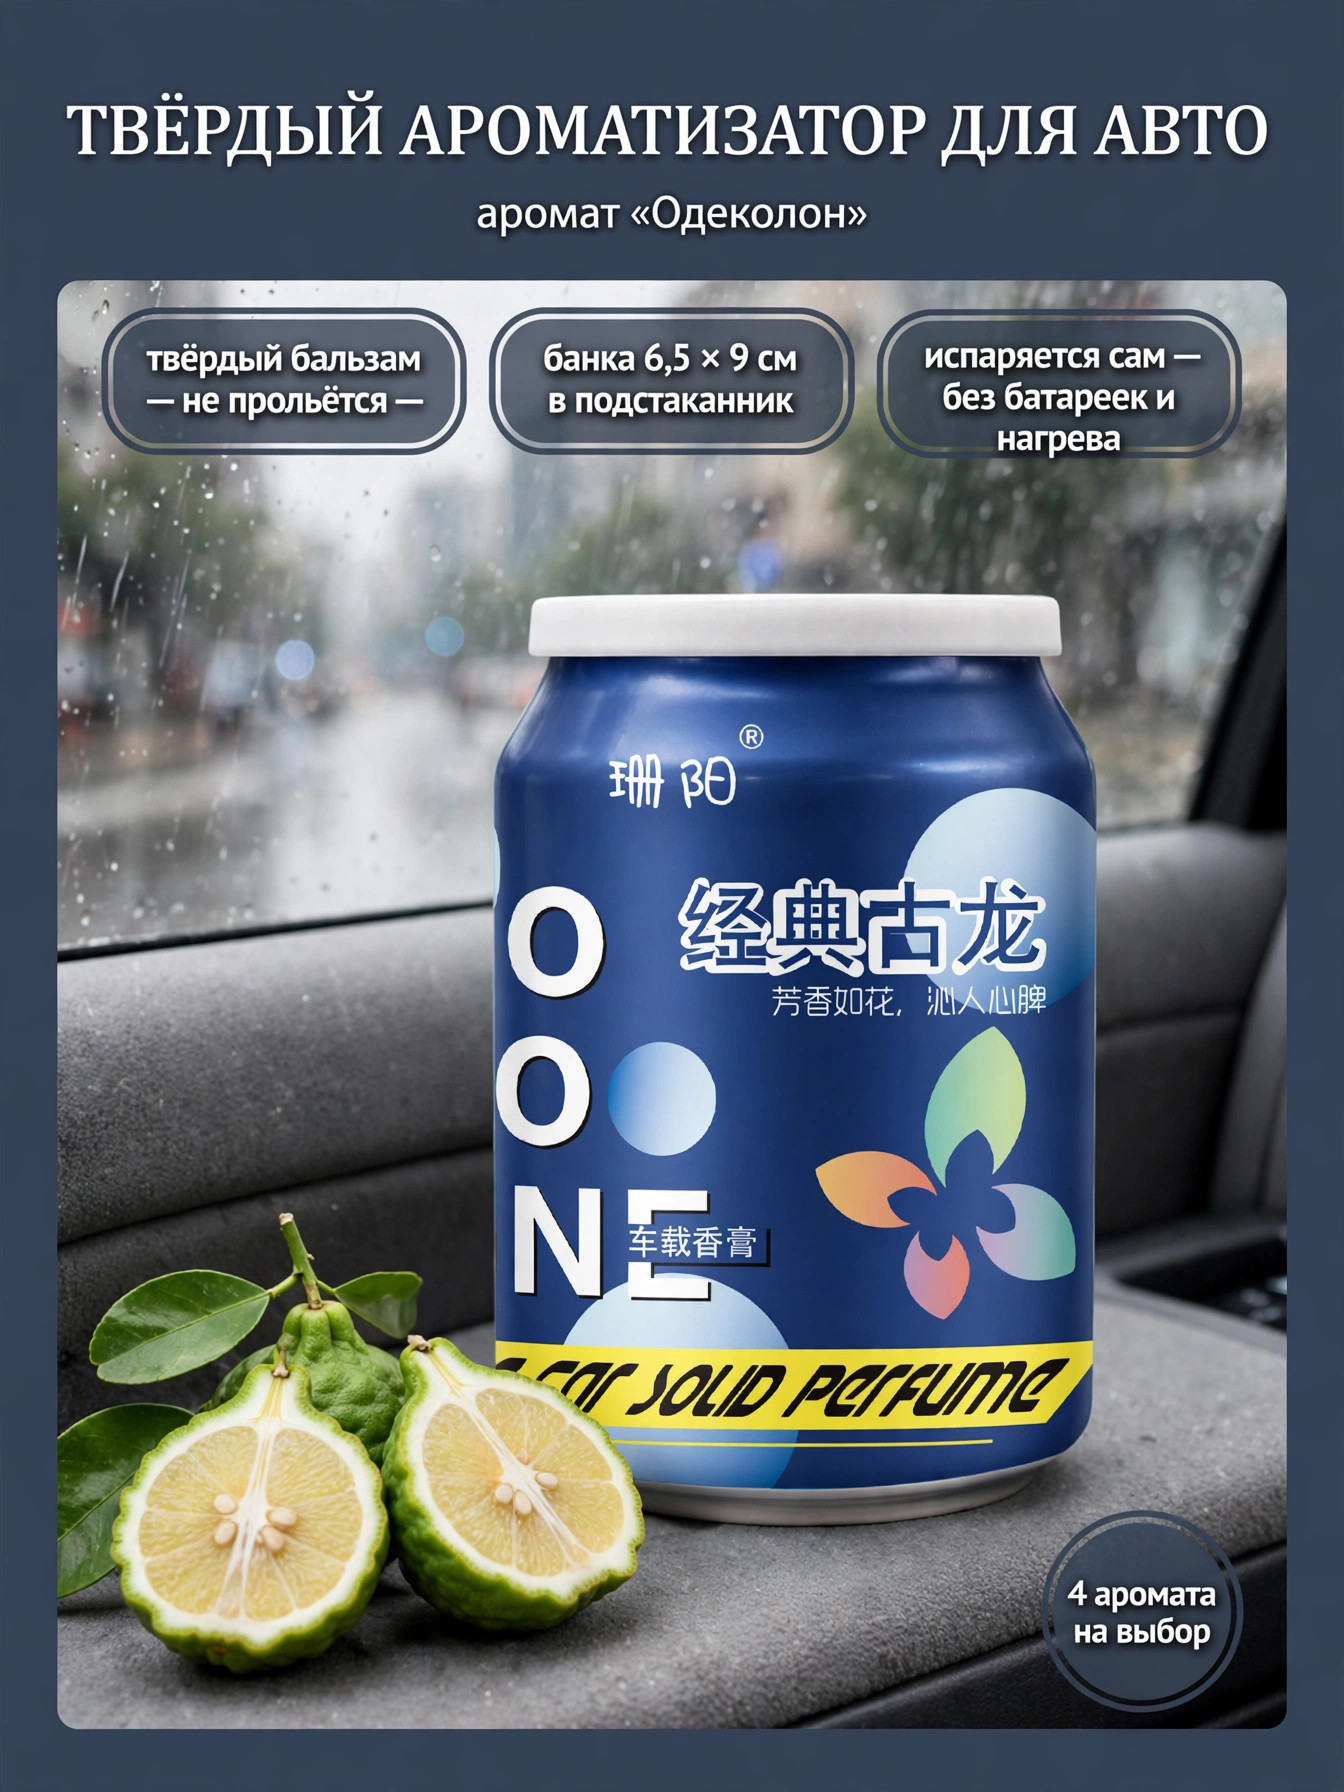 ТВЁРДЫЙ АРОМАТИЗАТОР ДЛЯ АВТО
аромат «Одеколон»
твёрдый бальзам
— не прольётся —
банка 6,5 × 9 см
в подстаканник
испаряется сам —
без батареек и
нагрева
珊阳®
经典古龙
芳香如花，沁人心脾
O
O
NE
车载香膏
car SOLID PERFUME
4 аромата
на выбор